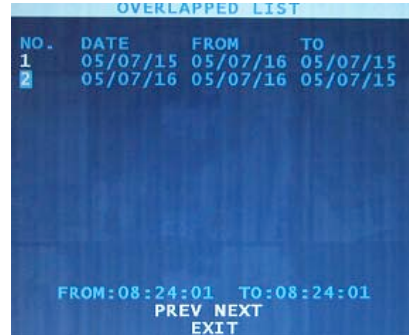 OVERLAPPED LIST
NO. DATE FROM TO
1 05/07/15 05/07/16 05/07/15
2 05/07/16 05/07/16 05/07/15
FROM:08:24:01 TO:08:24:01
PREV NEXT
EXIT